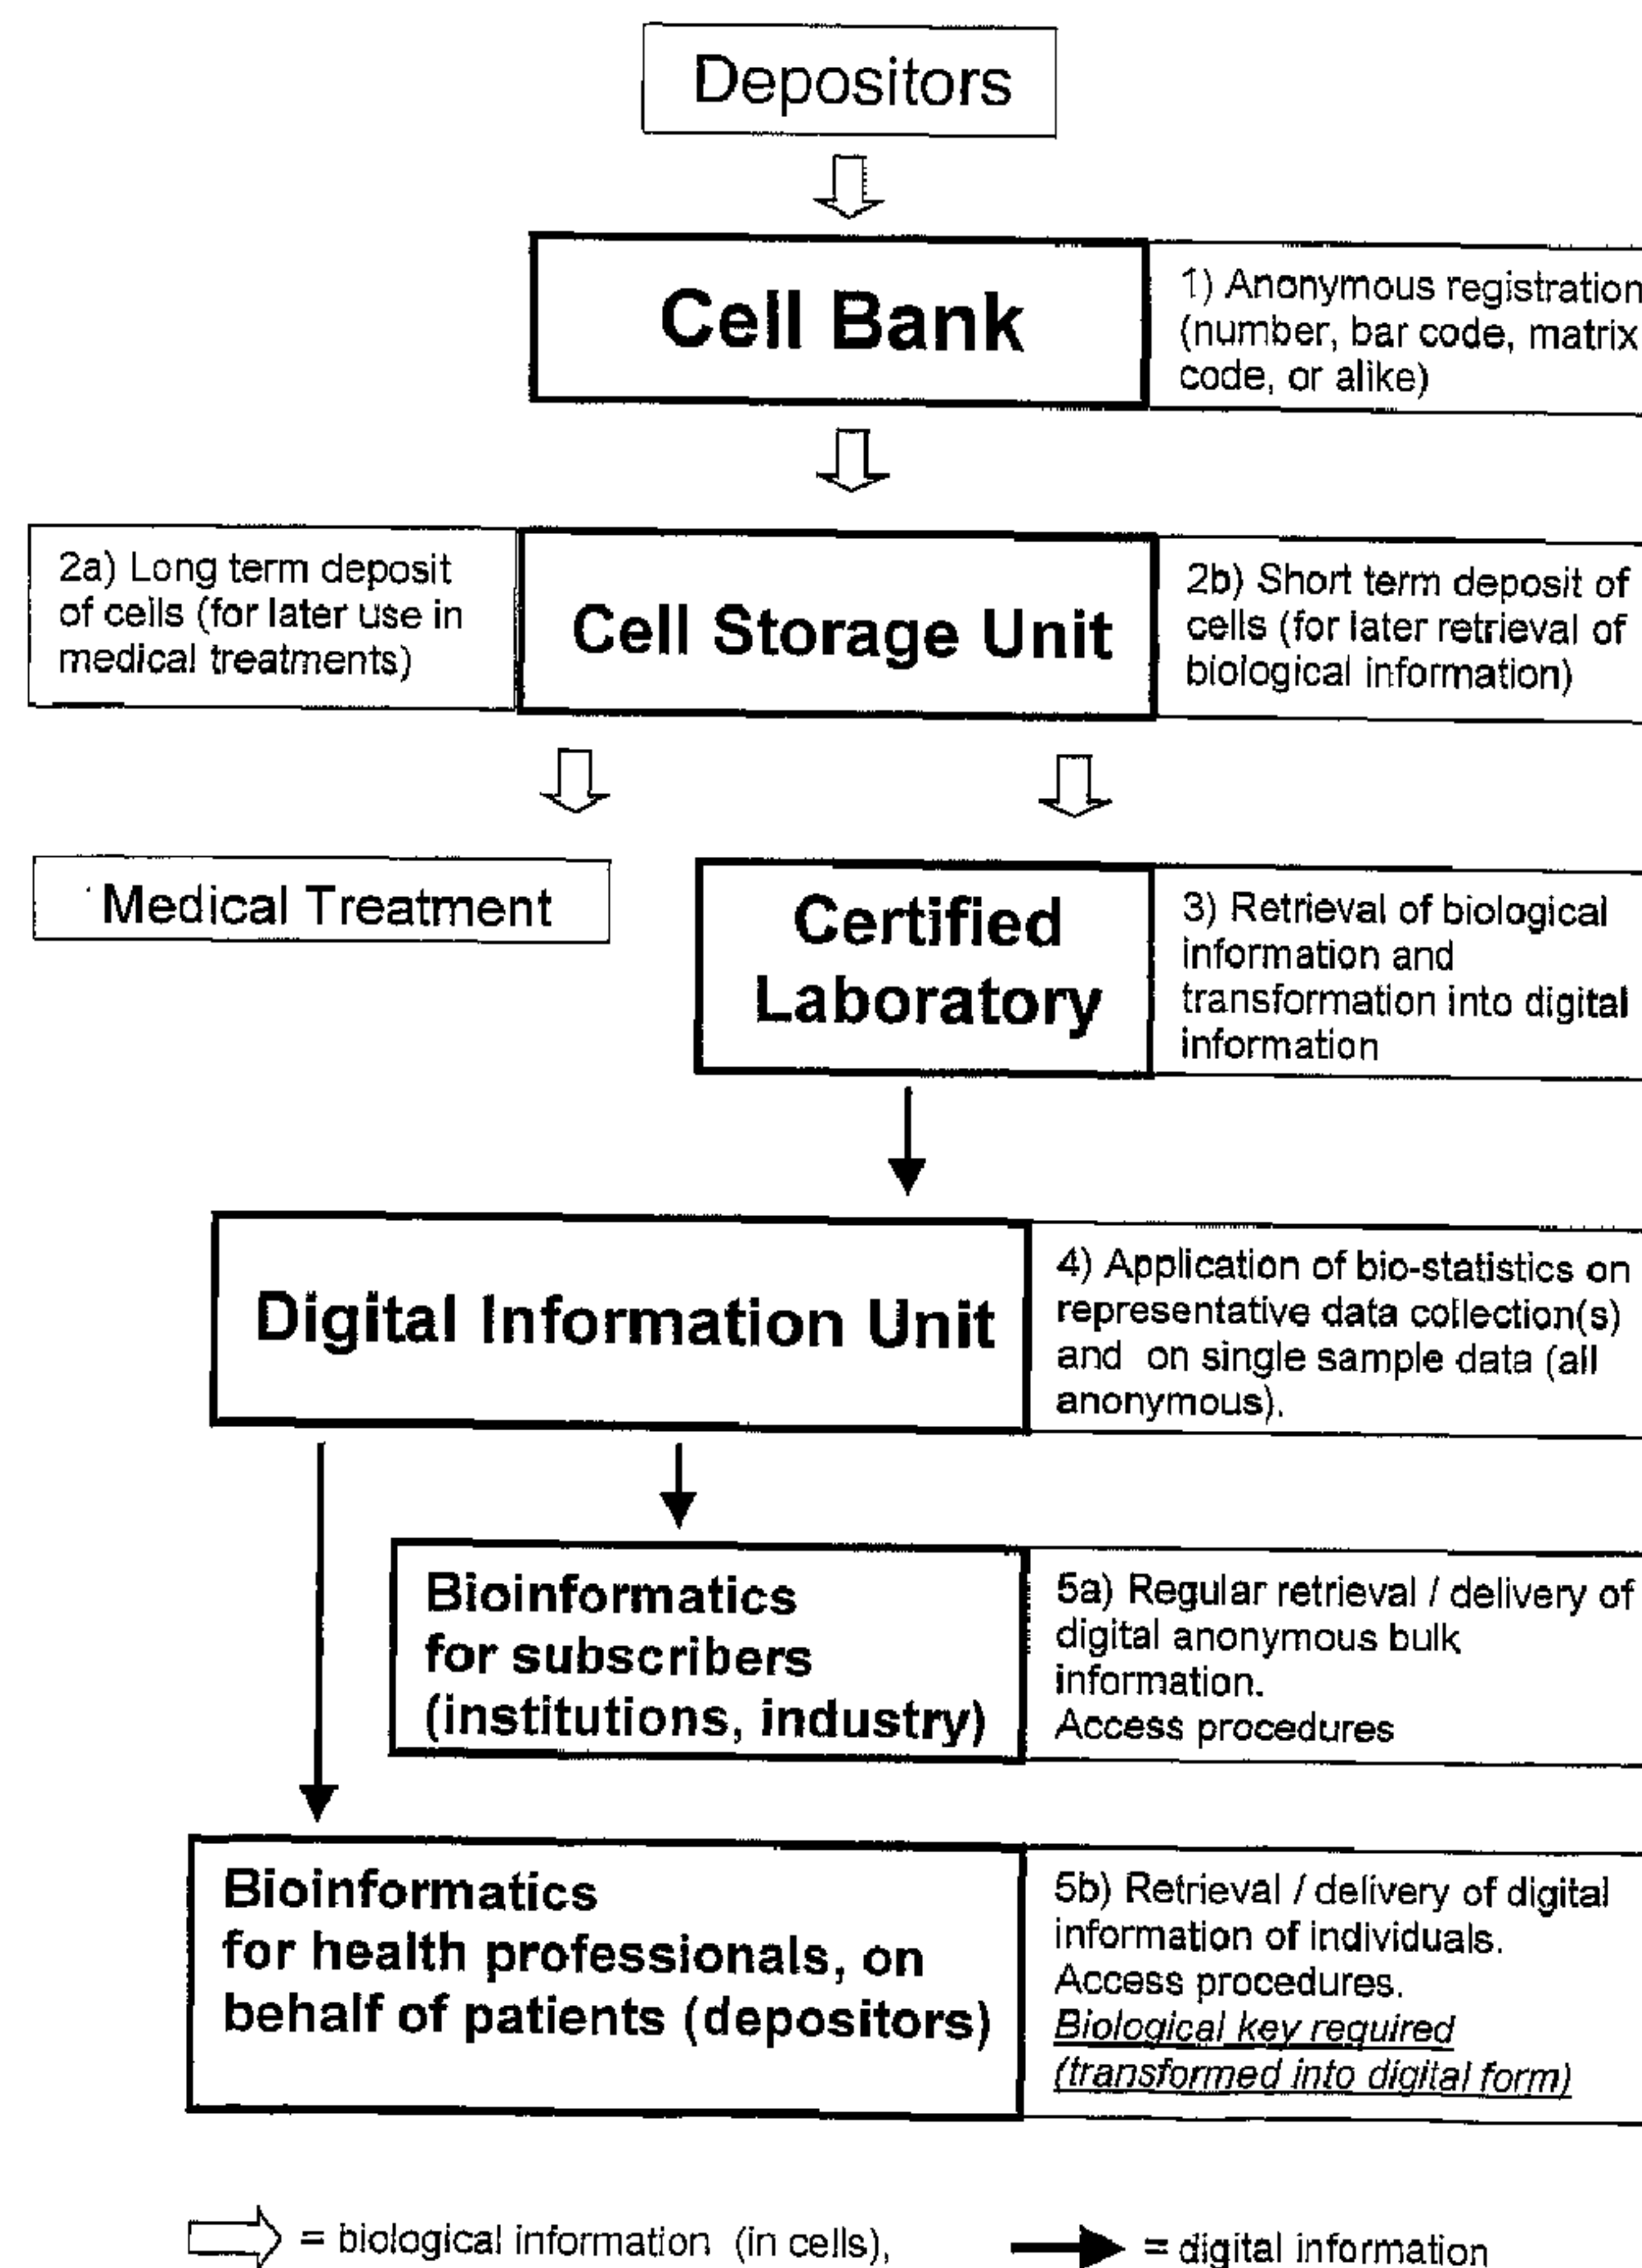 Depositors
Cell Bank
1) Anonymous registration
(number, bar code, matrix
code, or alike)
2a) Long term deposit
of cells (for later use in
medical treatments)
Cell Storage Unit
2b) Short term deposit of
cells (for later retrieval of
biological information)
Medical Treatment
Certified
Laboratory
3) Retrieval of biological
information and
transformation into digital
information
Digital Information Unit
4) Application of bio-statistics on
representative data collection(s)
and on single sample data (all
anonymous).
Bioinformatics
for subscribers
(institutions, industry)
5a) Regular retrieval / delivery of
digital anonymous bulk
information.
Access procedures
Bioinformatics
for health professionals, on
behalf of patients (depositors)
5b) Retrieval / delivery of digital
information of individuals.
Access procedures.
Biological key required
(transformed into digital form)
= biological information (in cells),
= digital information